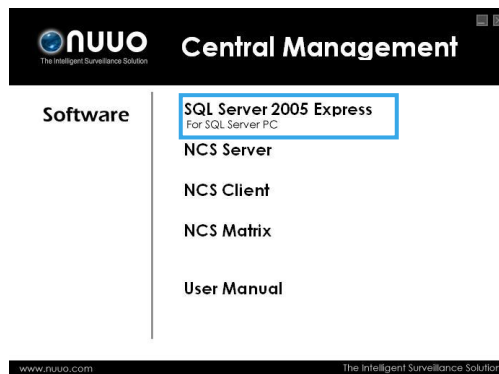 nuuo
The Intelligent Surveillance Solution
Central Management
Software
SQL Server 2005 Express
For SQL Server PC
NCS Server
NCS Client
NCS Matrix
User Manual
www.nuuo.com
The Intelligent Surveillance Solution